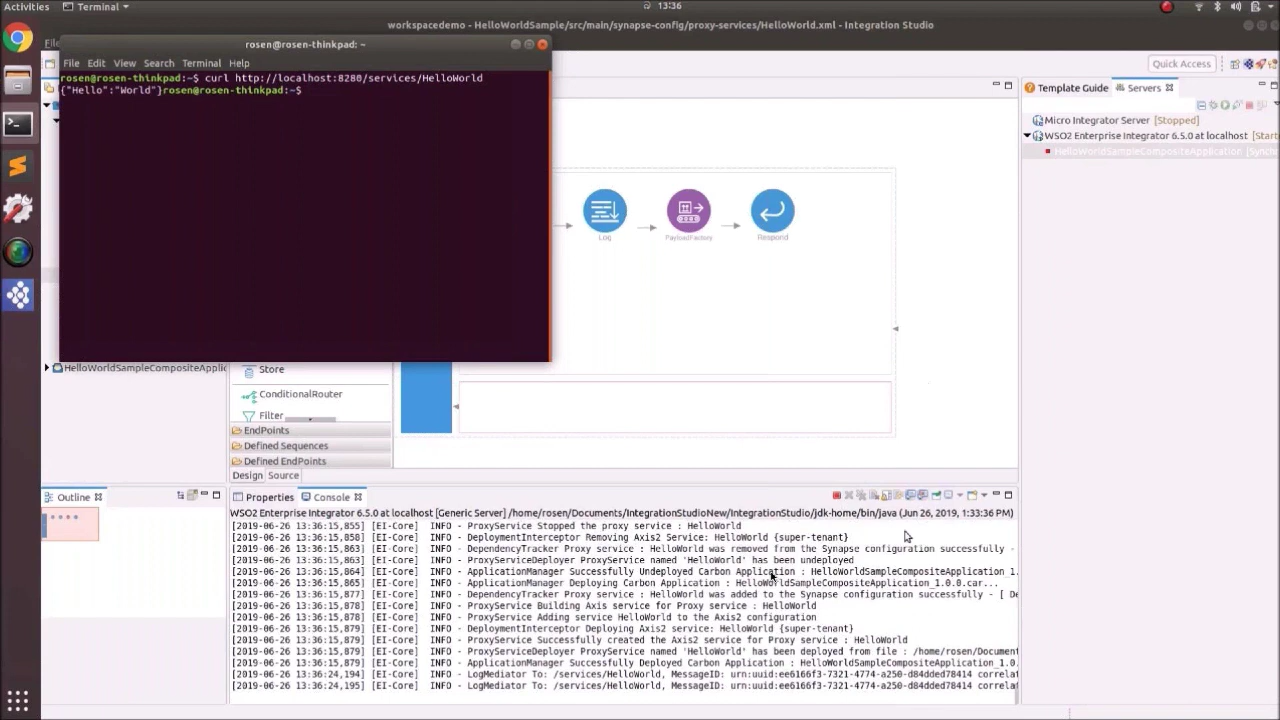 Activities
Terminal
13:36
workspacedemo - HelloWorldSample/src/main/synapse-config/proxy-services/HelloWorld.xml - Integration Studio
rosen@rosen-thinkpad: ~
File Edit View Search Terminal Help
rosen@rosen-thinkpad:~$ curl http://localhost:8280/services/HelloWorld
{"Hello":"World"}rosen@rosen-thinkpad:~$
Quick Access
Template Guide
Servers
Micro Integrator Server [Stopped]
WSO2 Enterprise Integrator 6.5.0 at localhost [Start
HelloWorldSampleCompositeApplication [Synchr
Log
PayloadFactory
Respond
HelloWorldSampleCompositeApplic
Store
ConditionalRouter
Filter
EndPoints
Defined Sequences
Defined EndPoints
Design Source
Outline
Properties
Console
WSO2 Enterprise Integrator 6.5.0 at localhost [Generic Server] /home/rosen/Documents/IntegrationStudioNew/IntegrationStudio/jdk-home/bin/java (Jun 26, 2019, 1:33:36 PM)
[2019-06-26 13:36:15,855] [EI-Core] INFO - ProxyService Stopped the proxy service : HelloWorld
[2019-06-26 13:36:15,858] [EI-Core] INFO - DeploymentInterceptor Removing Axis2 Service: HelloWorld {super-tenant}
[2019-06-26 13:36:15,863] [EI-Core] INFO - DependencyTracker Proxy service : HelloWorld was removed from the Synapse configuration successfully -
[2019-06-26 13:36:15,863] [EI-Core] INFO - ProxyServiceDeployer ProxyService named 'HelloWorld' has been undeployed
[2019-06-26 13:36:15,864] [EI-Core] INFO - ApplicationManager Successfully Undeployed Carbon Application : HelloWorldSampleCompositeApplication_1.
[2019-06-26 13:36:15,865] [EI-Core] INFO - ApplicationManager Deploying Carbon Application : HelloWorldSampleCompositeApplication_1.0.0.car...
[2019-06-26 13:36:15,877] [EI-Core] INFO - DependencyTracker Proxy service : HelloWorld was added to the Synapse configuration successfully - [ De
[2019-06-26 13:36:15,878] [EI-Core] INFO - ProxyService Building Axis service for Proxy service : HelloWorld
[2019-06-26 13:36:15,878] [EI-Core] INFO - ProxyService Adding service HelloWorld to the Axis2 configuration
[2019-06-26 13:36:15,878] [EI-Core] INFO - DeploymentInterceptor Deploying Axis2 service: HelloWorld {super-tenant}
[2019-06-26 13:36:15,879] [EI-Core] INFO - ProxyService Successfully created the Axis2 service for Proxy service : HelloWorld
[2019-06-26 13:36:15,879] [EI-Core] INFO - ProxyServiceDeployer ProxyService named 'HelloWorld' has been deployed from file : /home/rosen/Document
[2019-06-26 13:36:15,879] [EI-Core] INFO - ApplicationManager Successfully Deployed Carbon Application : HelloWorldSampleCompositeApplication_1.0.
[2019-06-26 13:36:24,194] [EI-Core] INFO - LogMediator To: /services/HelloWorld, MessageID: urn:uuid:ee6166f3-7321-4774-a250-d84dded78414 correlat
[2019-06-26 13:36:24,195] [EI-Core] INFO - LogMediator To: /services/HelloWorld, MessageID: urn:uuid:ee6166f3-7321-4774-a250-d84dded78414 correlat